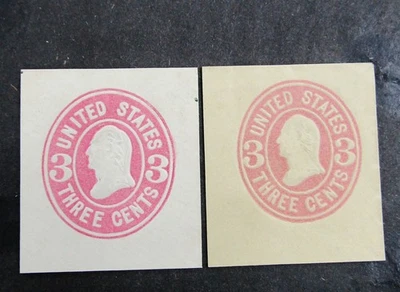 UNITED STATES
3 3
THREE CENTS
UNITED STATES
3 3
THREE CENTS